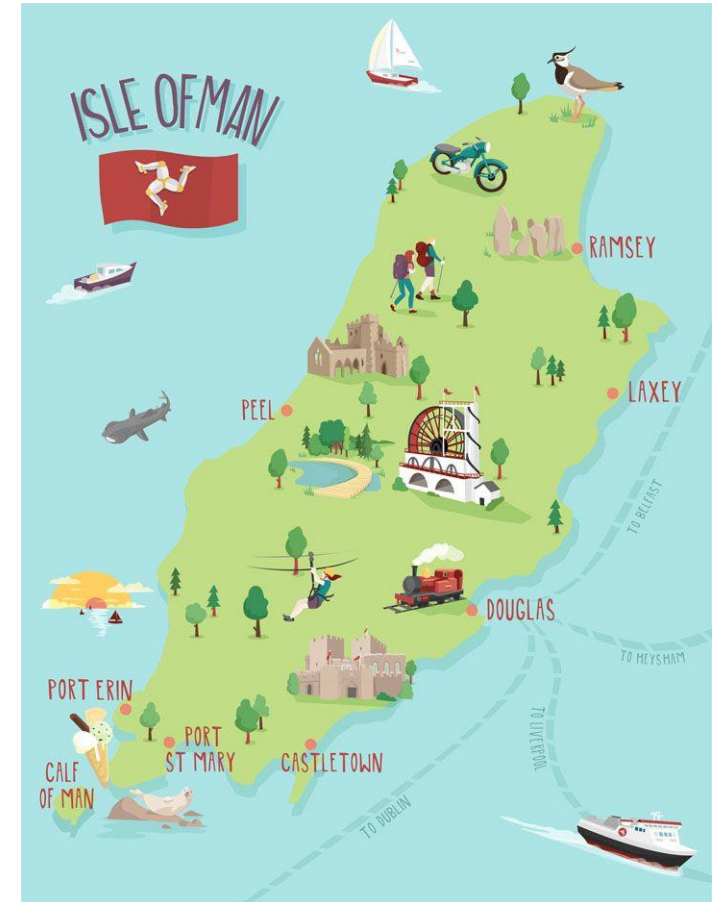 ISLE OF MAN
RAMSEY
LAXEY
PEEL
TO BELFAST
DOUGLAS
TO HEYSHAM
PORT ERIN
PORT
ST MARY
CASTLETOWN
CALF
OF MAN
TO LIVERPOOL
TO DUBLIN